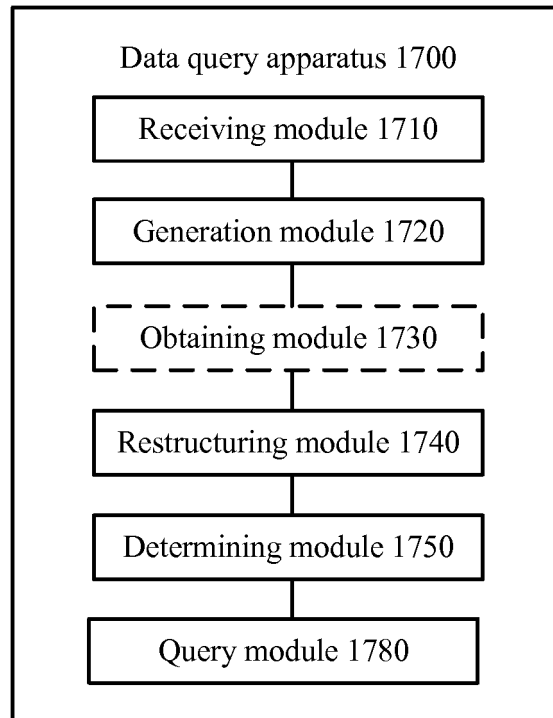 Data query apparatus 1700
Receiving module 1710
Generation module 1720
Obtaining module 1730
Restructuring module 1740
Determining module 1750
Query module 1780